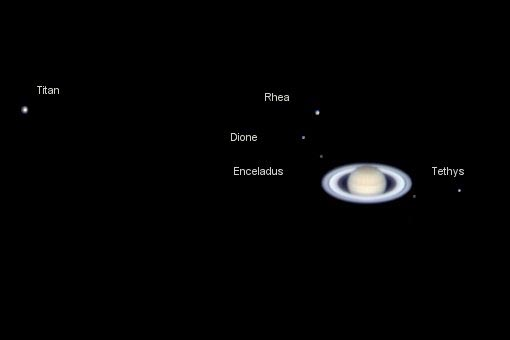 Titan
Rhea
Dione
Enceladus
Tethys